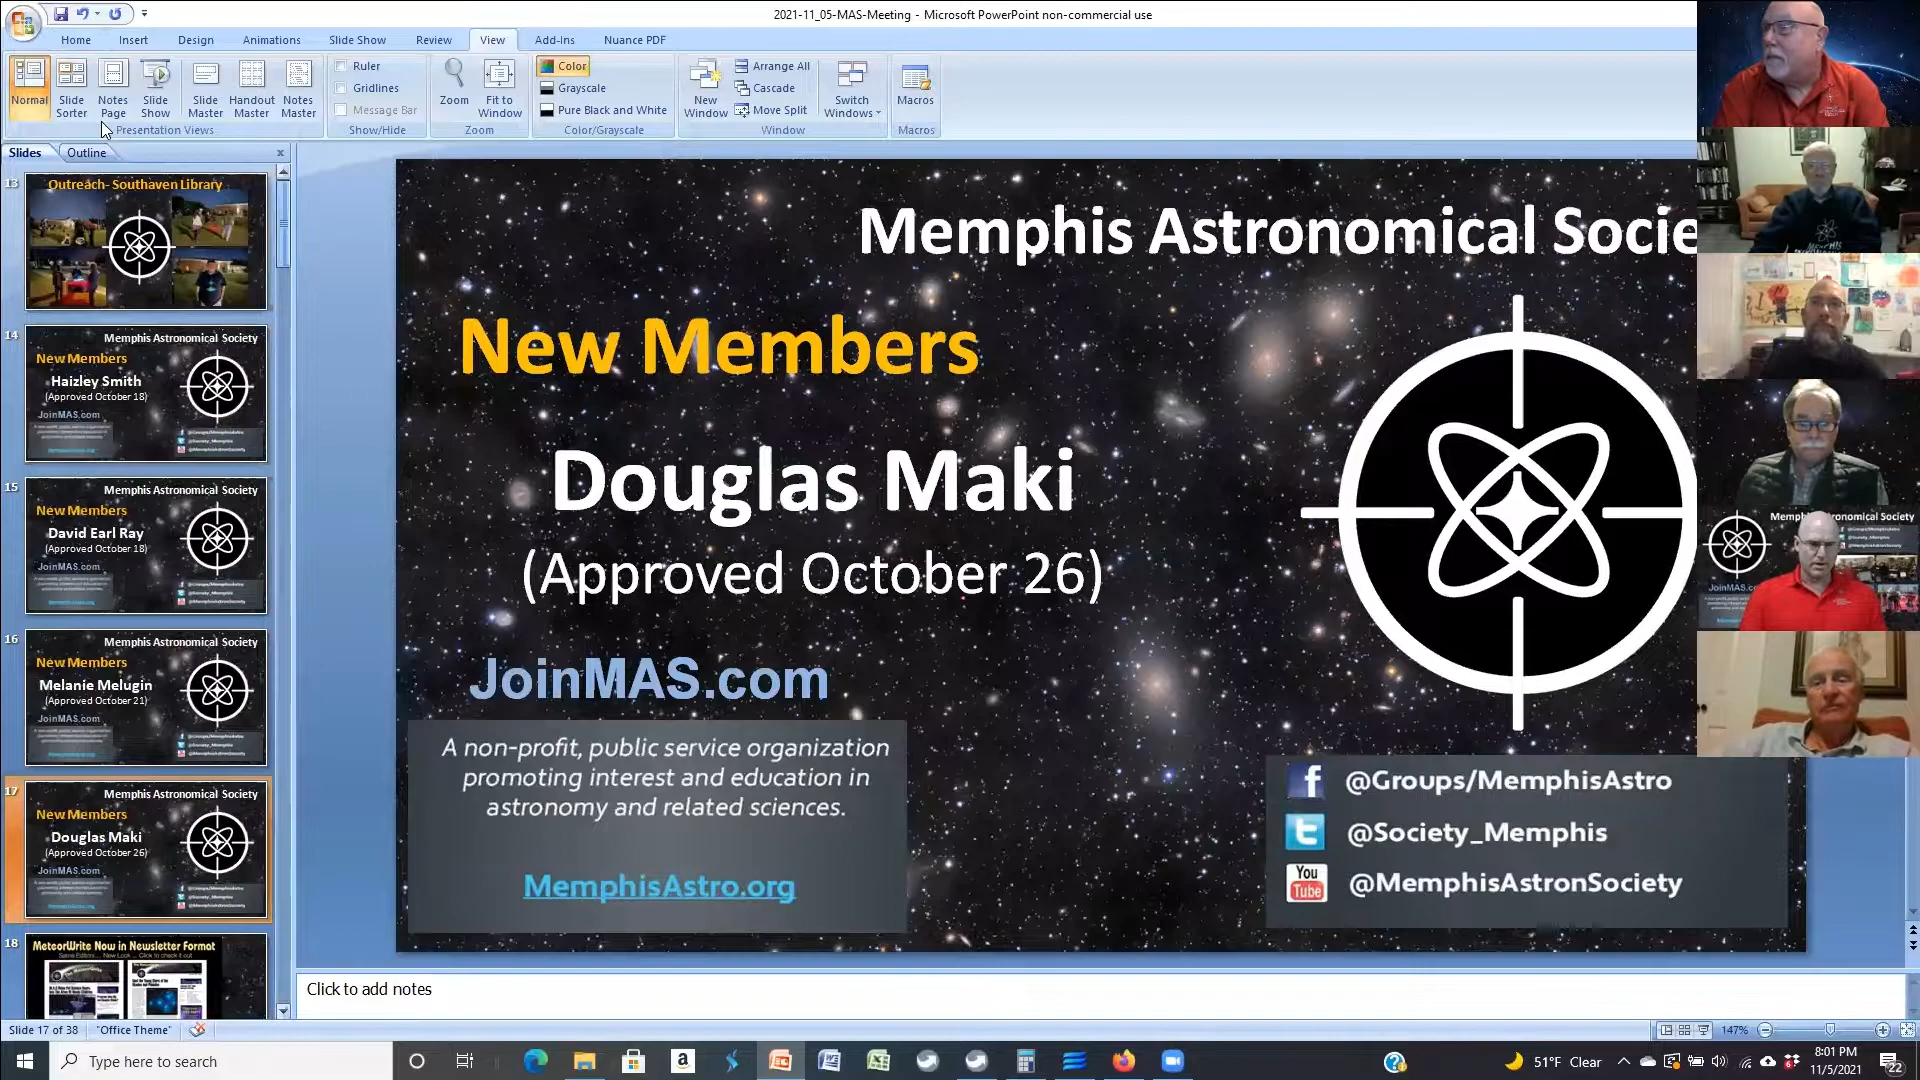 2021-11_05-MAS-Meeting - Microsoft PowerPoint non-commercial use
Home Insert Design Animations Slide Show Review View Add-Ins Nuance PDF
Normal
Slide Sorter
Notes Page
Slide Show
Slide Master
Handout Master
Notes Master
Presentation Views
Ruler
Gridlines
Message Bar
Show/Hide
Zoom
Fit to Window
Zoom
Color
Grayscale
Pure Black and White
Color/Grayscale
New Window
Arrange All
Cascade
Move Split
Switch Windows
Window
Macros
Macros
Slides Outline
13
Outreach- Southaven Library
14
Memphis Astronomical Society
New Members
Haizley Smith
(Approved October 18)
JoinMAS.com
15
Memphis Astronomical Society
New Members
David Earl Ray
(Approved October 18)
JoinMAS.com
16
Memphis Astronomical Society
New Members
Melanie Melugin
(Approved October 21)
JoinMAS.com
17
Memphis Astronomical Society
New Members
Douglas Maki
(Approved October 26)
JoinMAS.com
18
MeteorWrite Now in Newsletter Format
Memphis Astronomical Socie
New Members
Douglas Maki
(Approved October 26)
JoinMAS.com
A non-profit, public service organization
promoting interest and education in
astronomy and related sciences.
MemphisAstro.org
@Groups/MemphisAstro
@Society_Memphis
You Tube @MemphisAstronSociety
Click to add notes
Slide 17 of 38 "Office Theme" 147%
Type here to search
51°F Clear
8:01 PM
11/5/2021
22